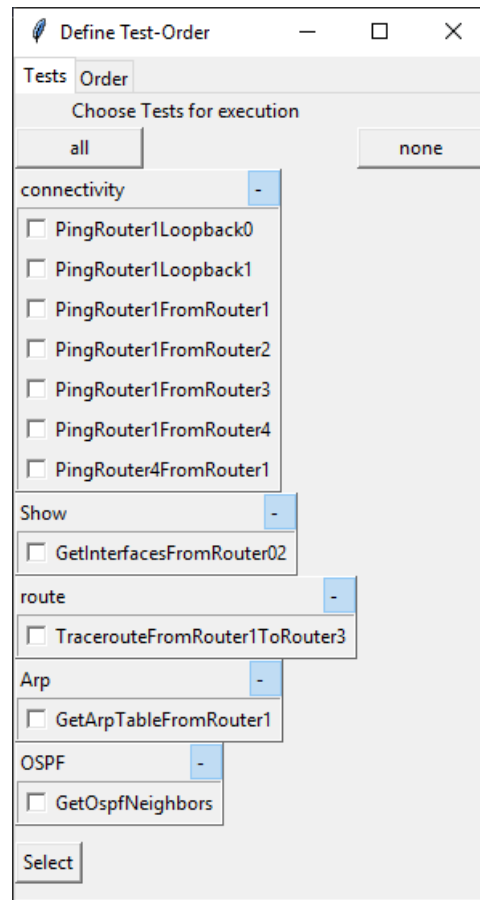 Define Test-Order
Tests Order
Choose Tests for execution
all none
connectivity -
PingRouter1Loopback0
PingRouter1Loopback1
PingRouter1FromRouter1
PingRouter1FromRouter2
PingRouter1FromRouter3
PingRouter1FromRouter4
PingRouter4FromRouter1
Show -
GetInterfacesFromRouter02
route -
TracerouteFromRouter1ToRouter3
Arp -
GetArpTableFromRouter1
OSPF -
GetOspfNeighbors
Select